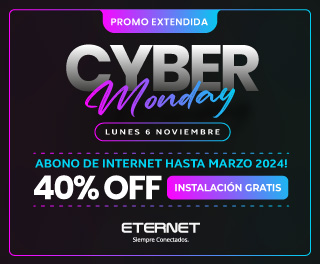 PROMO EXTENDIDA
CYBER
Monday
LUNES 6 NOVIEMBRE
ABONO DE INTERNET HASTA MARZO 2024!
40% OFF INSTALACIÓN GRATIS
ETERNET
Siempre Conectados.